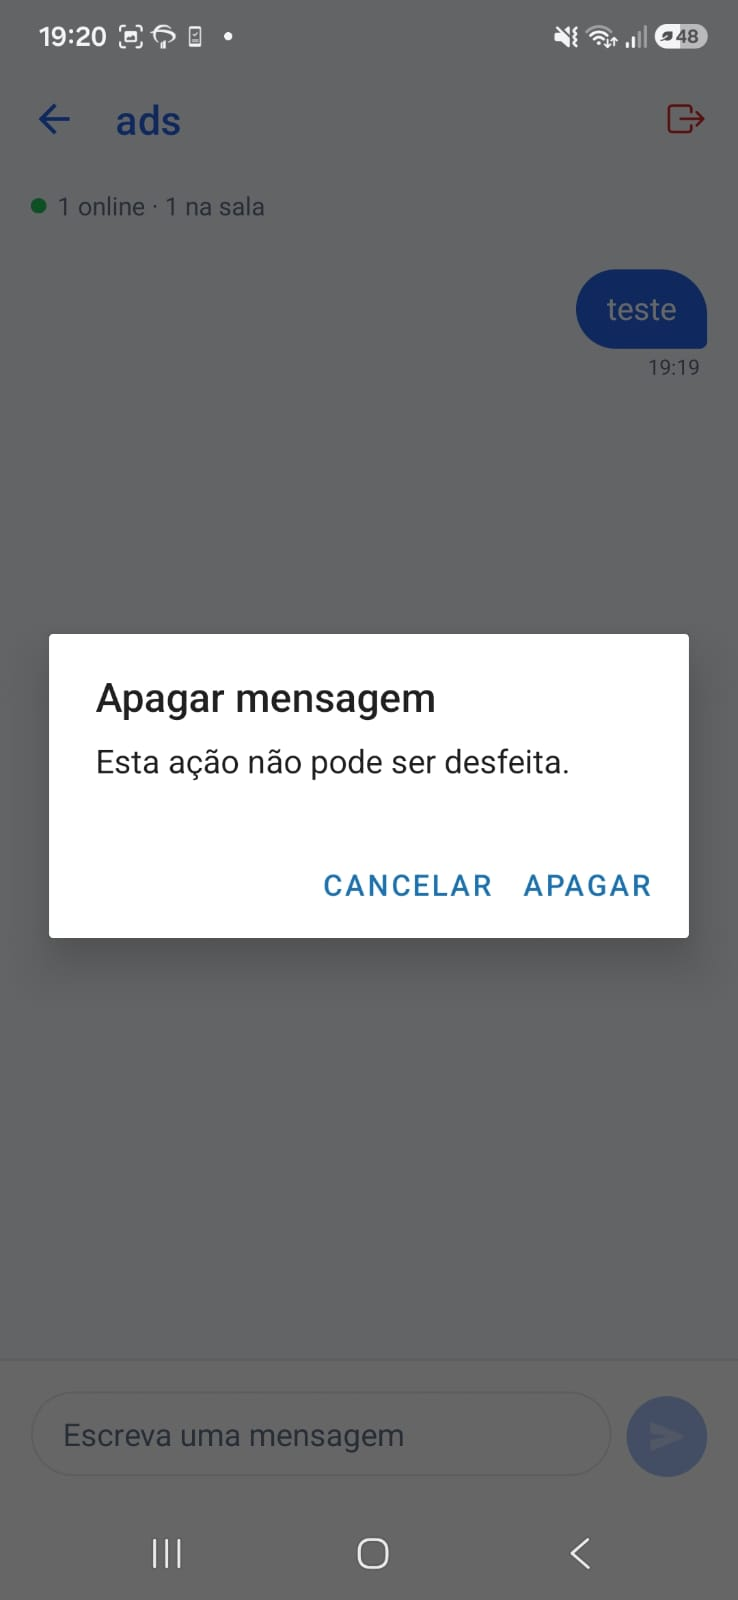 19:20
48
ads
1 online · 1 na sala
teste
19:19
Apagar mensagem
Esta ação não pode ser desfeita.
CANCELAR APAGAR
Escreva uma mensagem